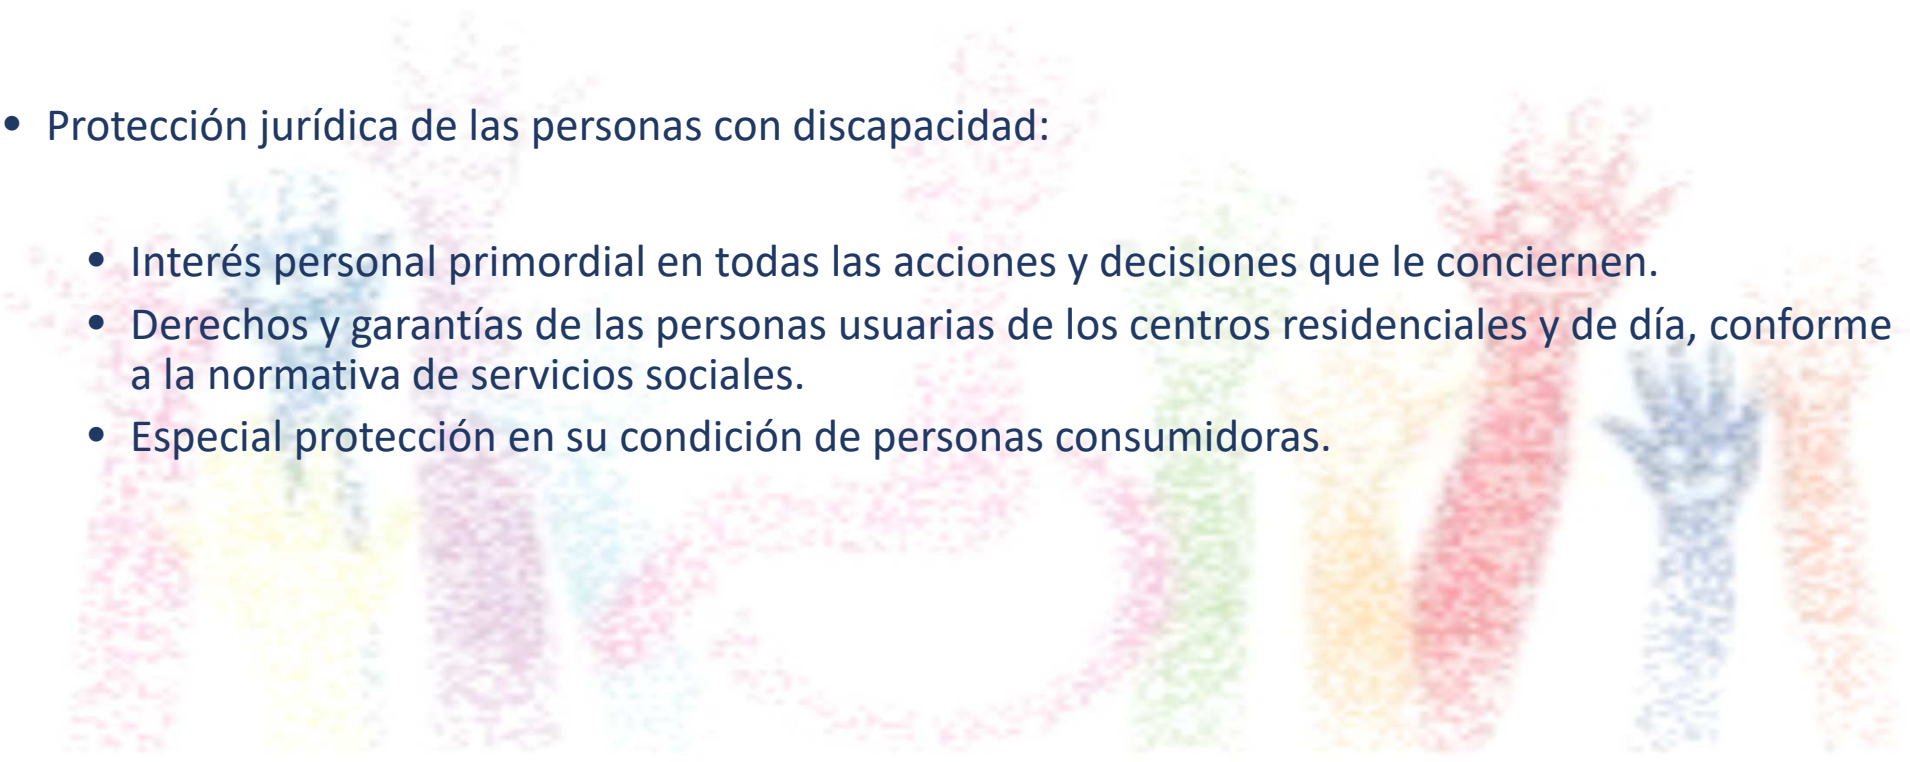 • Protección jurídica de las personas con discapacidad:
• Interés personal primordial en todas las acciones y decisiones que le conciernen.
• Derechos y garantías de las personas usuarias de los centros residenciales y de día, conforme
a la normativa de servicios sociales.
• Especial protección en su condición de personas consumidoras.